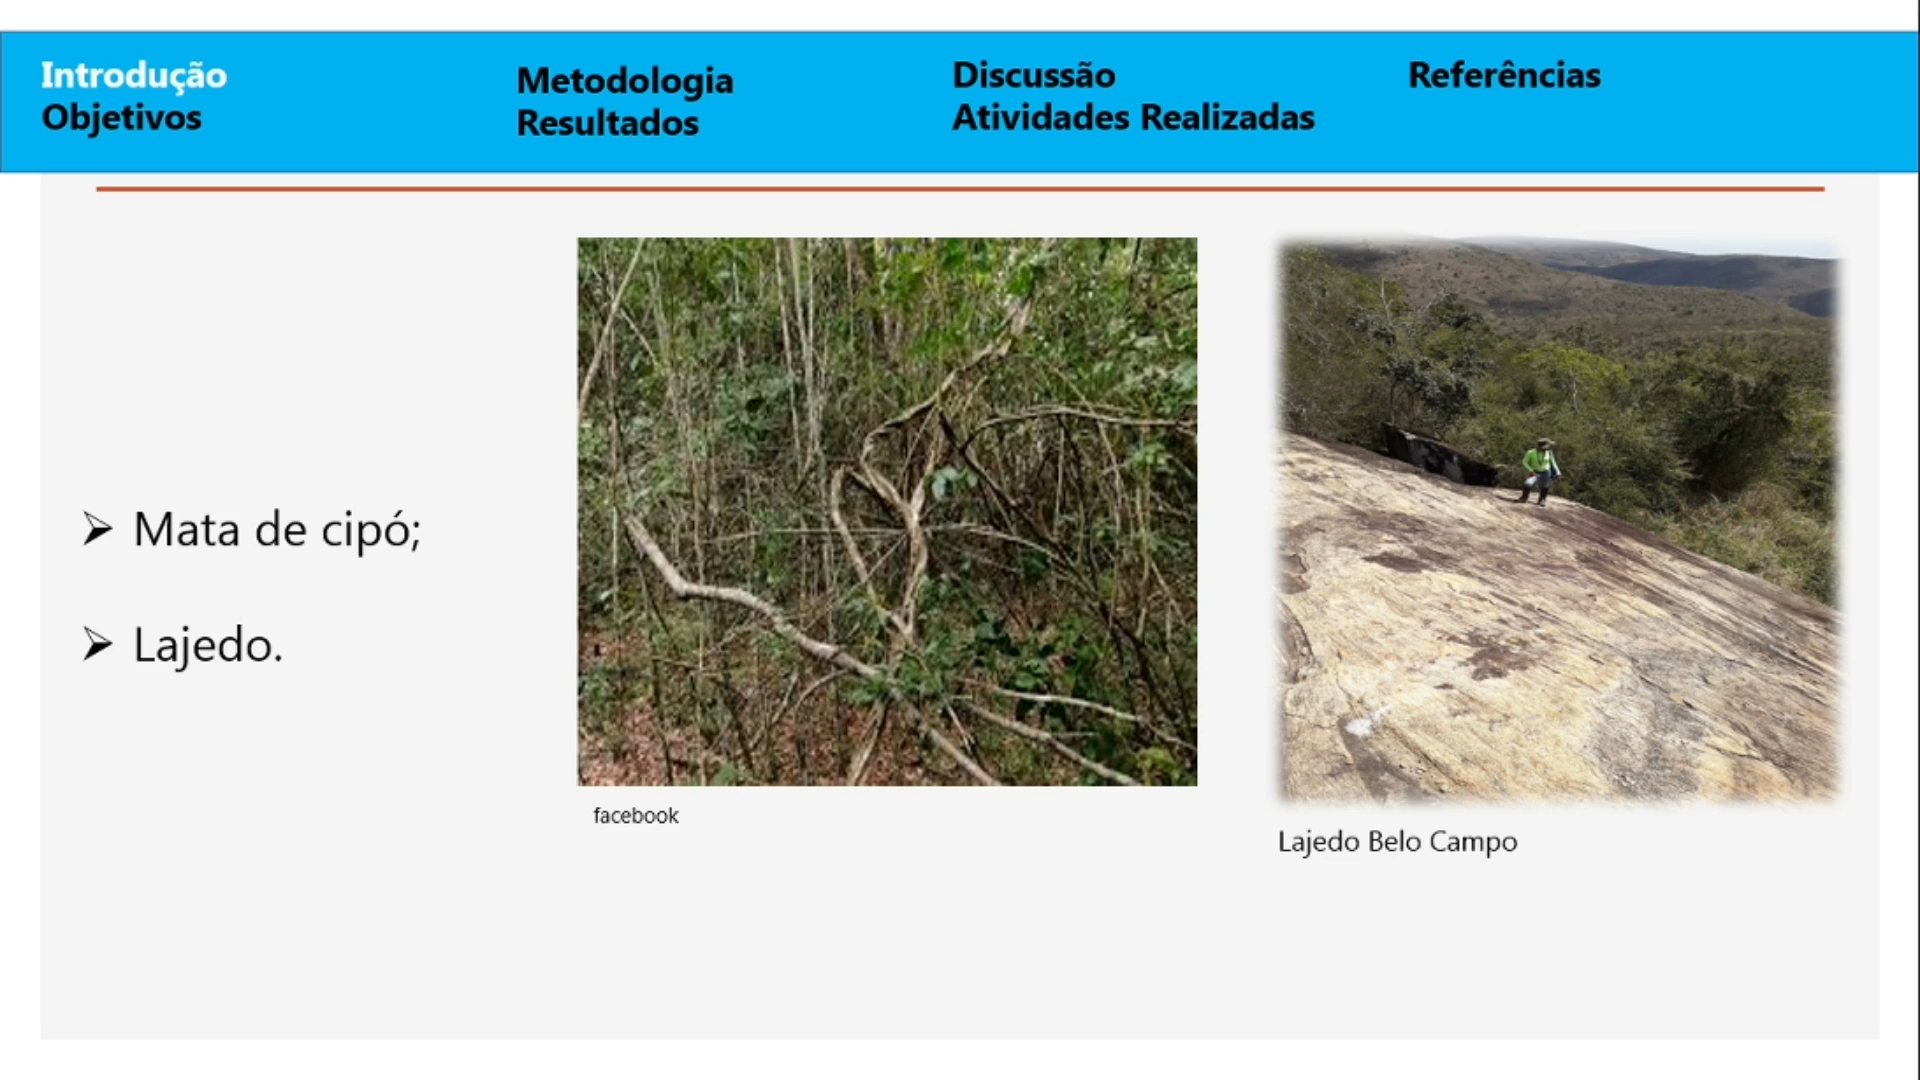 Introdução
Objetivos
Metodologia
Resultados
Discussão
Atividades Realizadas
Referências
Mata de cipó;
Lajedo.
facebook
Lajedo Belo Campo